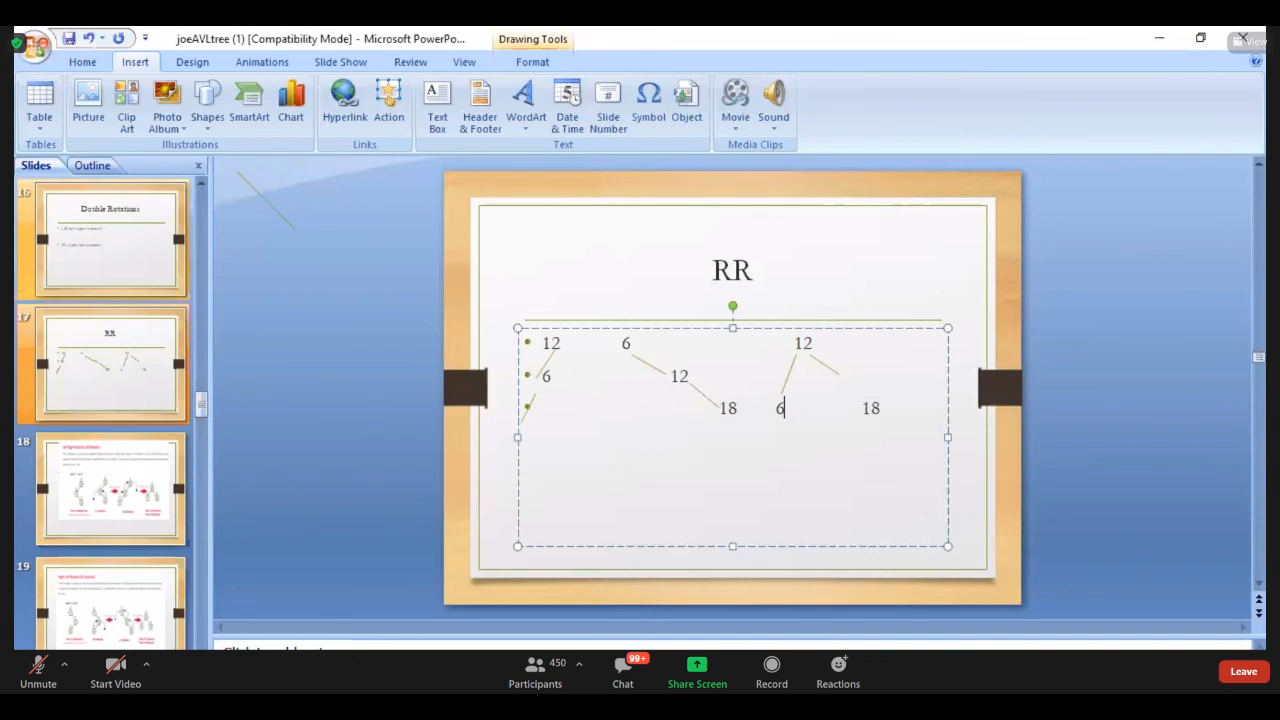 joeAVLtree (1) [Compatibility Mode] - Microsoft PowerPo...
Drawing Tools
View
Home
Insert
Design
Animations
Slide Show
Review
View
Format
Table
Picture
Clip Art
Photo Album
Shapes
SmartArt
Chart
Hyperlink
Action
Text Box
Header & Footer
WordArt
Date & Time
Slide Number
Symbol
Object
Movie
Sound
Tables
Illustrations
Links
Text
Media Clips
Slides
Outline
16
Double Rotations
17
RR
18
19
RR
12 6 12
6 12
18 6 18
Unmute
Start Video
450
Participants
99+
Chat
Share Screen
Record
Reactions
Leave